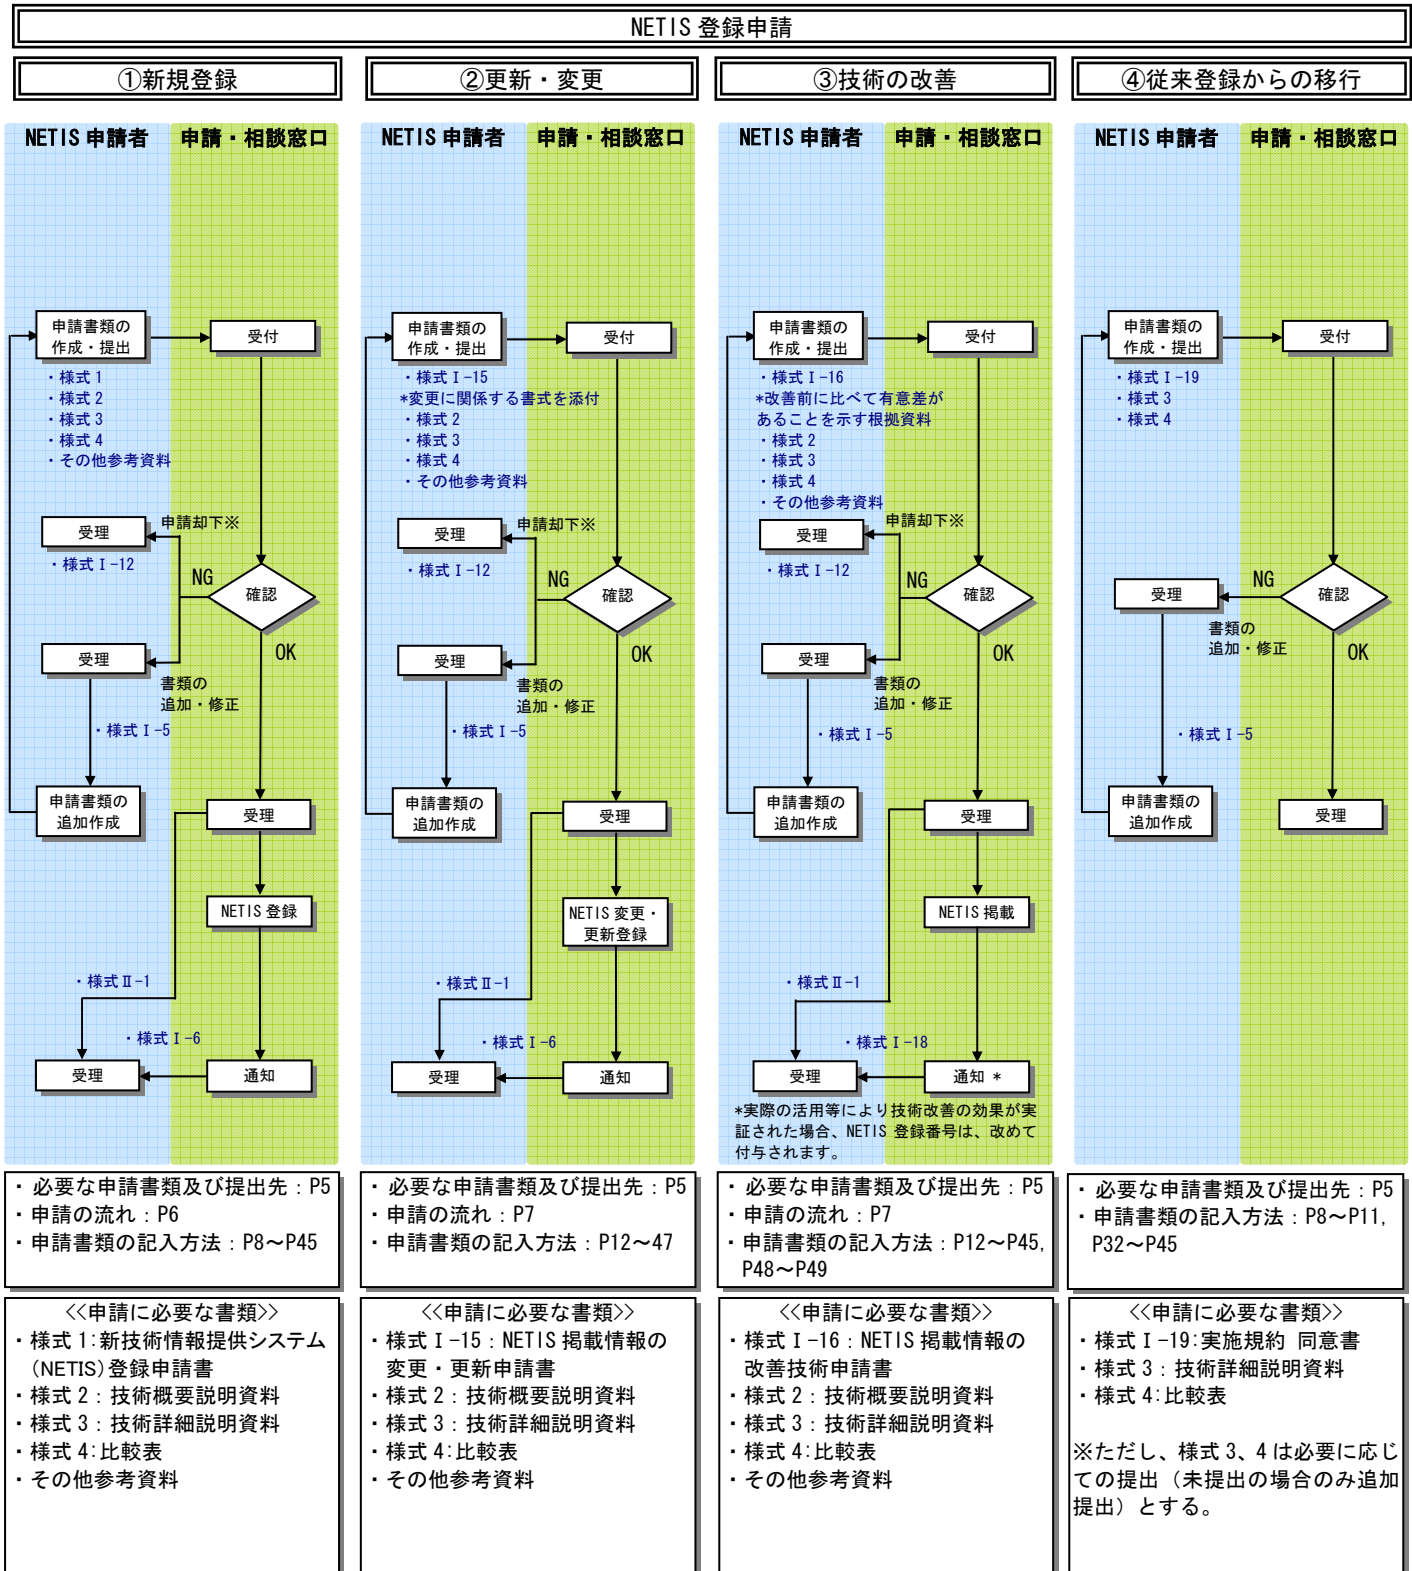 NETIS 登録申請
①新規登録
NETIS 申請者
申請・相談窓口
申請書類の
作成・提出
受付
・様式 1
・様式 2
・様式 3
・様式 4
・その他参考資料
受理
申請却下※
・様式Ⅰ-12
NG
確認
受理
OK
書類の
追加・修正
・様式Ⅰ-5
申請書類の
追加作成
受理
NETIS 登録
・様式Ⅱ-1
・様式Ⅰ-6
受理
通知
・必要な申請書類及び提出先：P5
・申請の流れ：P6
・申請書類の記入方法：P8～P45
<<申請に必要な書類>>
・様式 1:新技術情報提供システム
(NETIS)登録申請書
・様式 2：技術概要説明資料
・様式 3：技術詳細説明資料
・様式 4:比較表
・その他参考資料
②更新・変更
NETIS 申請者
申請・相談窓口
申請書類の
作成・提出
受付
・様式Ⅰ-15
*変更に関係する書式を添付
・様式 2
・様式 3
・様式 4
・その他参考資料
受理
申請却下※
・様式Ⅰ-12
NG
確認
受理
OK
書類の
追加・修正
・様式Ⅰ-5
申請書類の
追加作成
受理
NETIS 変更・
更新登録
・様式Ⅱ-1
・様式Ⅰ-6
受理
通知
・必要な申請書類及び提出先：P5
・申請の流れ：P7
・申請書類の記入方法：P12～47
<<申請に必要な書類>>
・様式Ⅰ-15：NETIS 掲載情報の
変更・更新申請書
・様式 2：技術概要説明資料
・様式 3：技術詳細説明資料
・様式 4:比較表
・その他参考資料
③技術の改善
NETIS 申請者
申請・相談窓口
申請書類の
作成・提出
受付
・様式Ⅰ-16
*改善前に比べて有意差が
あることを示す根拠資料
・様式 2
・様式 3
・様式 4
・その他参考資料
受理
申請却下※
・様式Ⅰ-12
NG
確認
受理
OK
書類の
追加・修正
・様式Ⅰ-5
申請書類の
追加作成
受理
NETIS 掲載
・様式Ⅱ-1
・様式Ⅰ-18
受理
通知 *
*実際の活用等により技術改善の効果が実
証された場合、NETIS 登録番号は、改めて
付与されます。
・必要な申請書類及び提出先：P5
・申請の流れ：P7
・申請書類の記入方法：P12～P45,
P48～P49
<<申請に必要な書類>>
・様式Ⅰ-16：NETIS 掲載情報の
改善技術申請書
・様式 2：技術概要説明資料
・様式 3：技術詳細説明資料
・様式 4:比較表
・その他参考資料
④従来登録からの移行
NETIS 申請者
申請・相談窓口
申請書類の
作成・提出
受付
・様式Ⅰ-19
・様式 3
・様式 4
受理
NG
確認
書類の
追加・修正
OK
・様式Ⅰ-5
申請書類の
追加作成
受理
・必要な申請書類及び提出先：P5
・申請書類の記入方法：P8～P11,
P32～P45
<<申請に必要な書類>>
・様式Ⅰ-19:実施規約 同意書
・様式 3：技術詳細説明資料
・様式 4:比較表
※ただし、様式 3、4 は必要に応じ
ての提出（未提出の場合のみ追加
提出）とする。